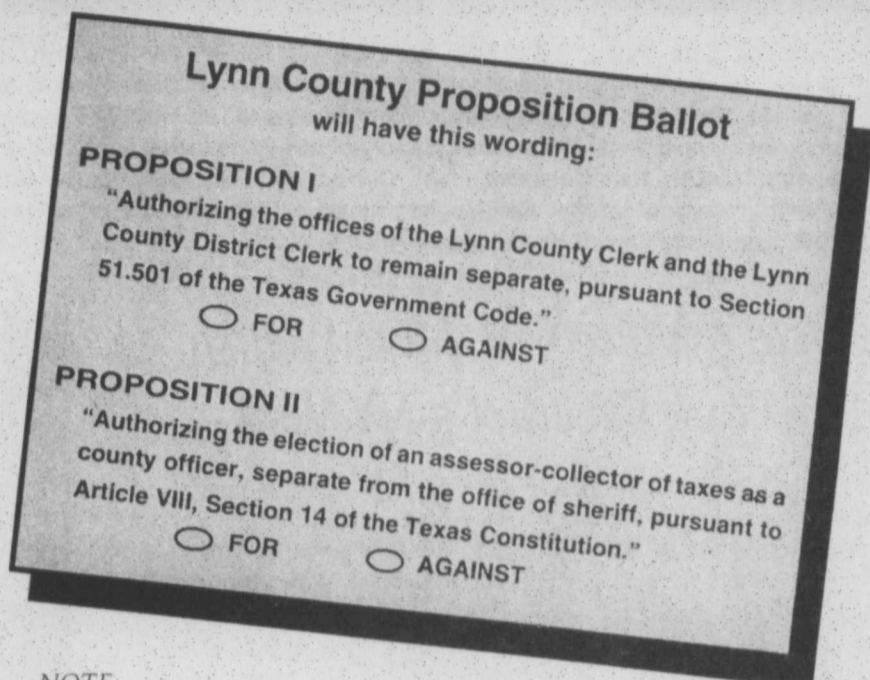 Lynn County Proposition Ballot
will have this wording:
PROPOSITION I
“Authorizing the offices of the Lynn County Clerk and the Lynn
County District Clerk to remain separate, pursuant to Section
51.501 of the Texas Government Code.”
FOR AGAINST
PROPOSITION II
“Authorizing the election of an assessor-collector of taxes as a
county officer, separate from the office of sheriff, pursuant to
Article VIII, Section 14 of the Texas Constitution.”
FOR AGAINST
NOTE